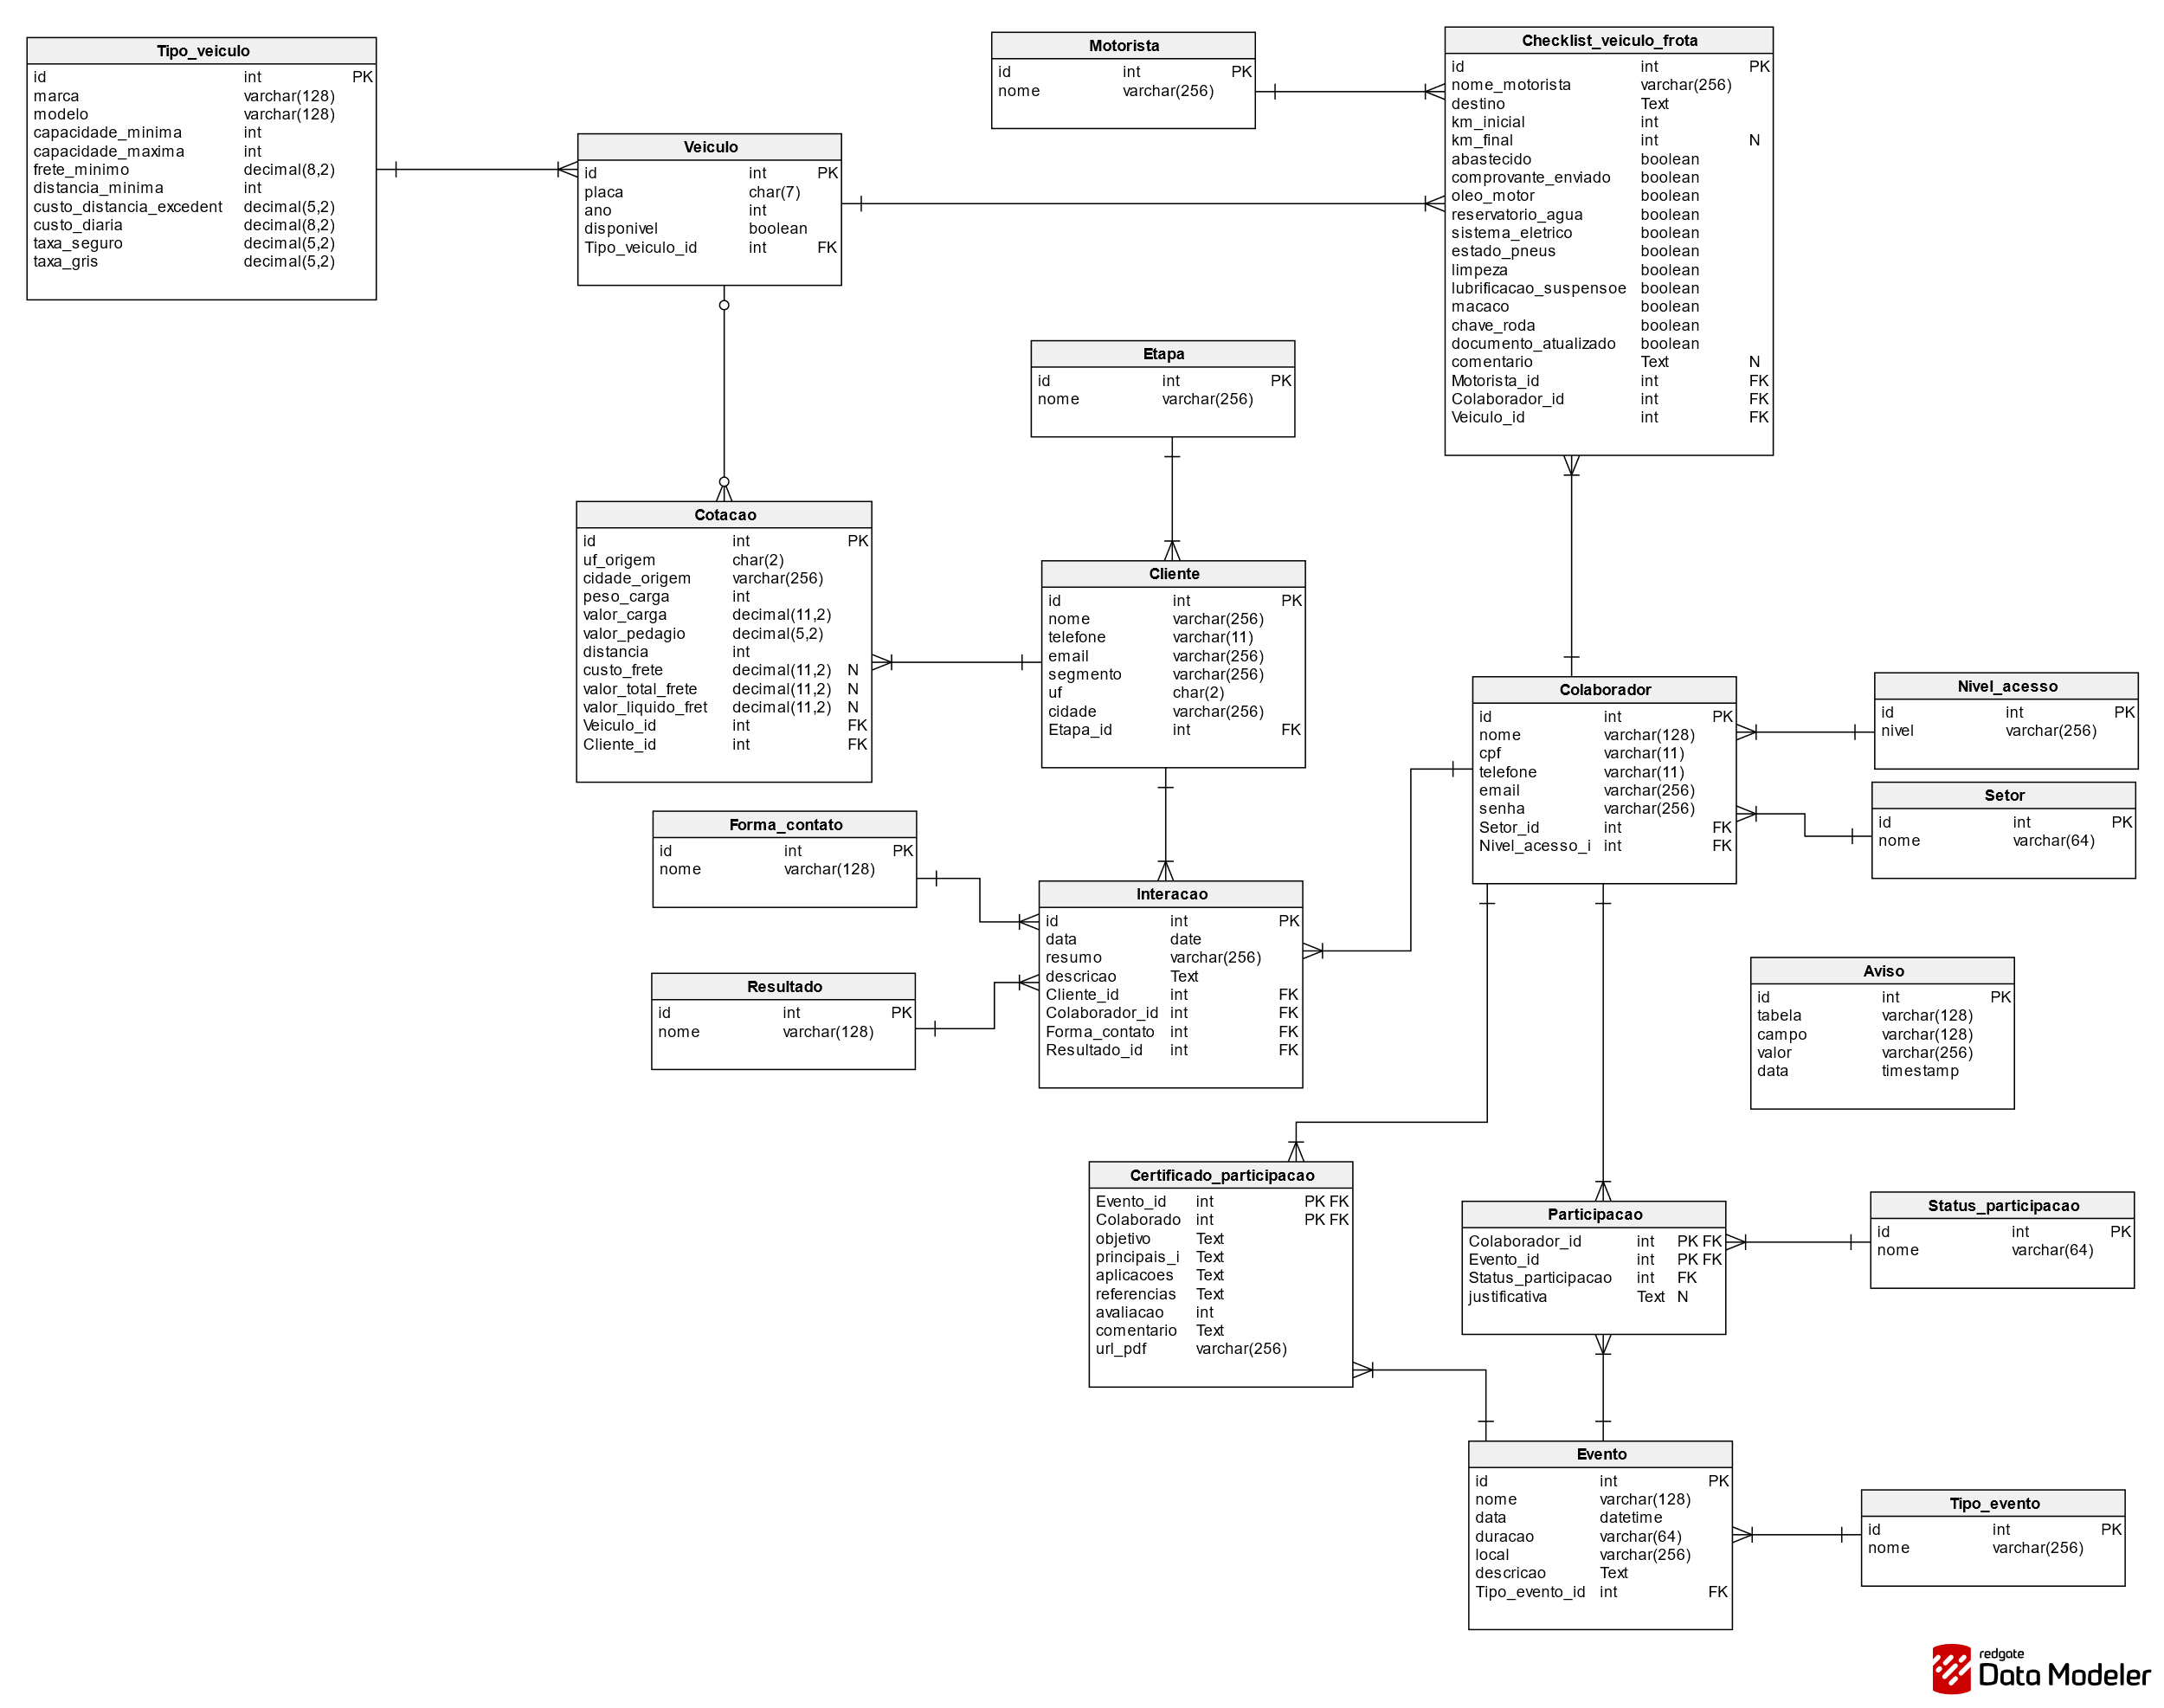 Tipo_veiculo
id int PK
marca varchar(128)
modelo varchar(128)
capacidade_minima int
capacidade_maxima int
frete_minimo decimal(8,2)
distancia_minima int
custo_distancia_excedent decimal(5,2)
custo_diaria decimal(8,2)
taxa_seguro decimal(5,2)
taxa_gris decimal(5,2)
Veiculo
id int PK
placa char(7)
ano int
disponivel boolean
Tipo_veiculo_id int FK
Motorista
id int PK
nome varchar(256)
Checklist_veiculo_frota
id int PK
nome_motorista varchar(256)
destino Text
km_inicial int
km_final int N
abastecido boolean
comprovante_enviado boolean
oleo_motor boolean
reservatorio_agua boolean
sistema_eletrico boolean
estado_pneus boolean
limpeza boolean
lubrificacao_suspensoe boolean
macaco boolean
chave_roda boolean
documento_atualizado boolean
comentario Text N
Motorista_id int FK
Colaborador_id int FK
Veiculo_id int FK
Etapa
id int PK
nome varchar(256)
Cotacao
id int PK
uf_origem char(2)
cidade_origem varchar(256)
peso_carga int
valor_carga decimal(11,2)
valor_pedagio decimal(5,2)
distancia int
custo_frete decimal(11,2) N
valor_total_frete decimal(11,2) N
valor_liquido_fret decimal(11,2) N
Veiculo_id int FK
Cliente_id int FK
Cliente
id int PK
nome varchar(256)
telefone varchar(11)
email varchar(256)
segmento varchar(256)
uf char(2)
cidade varchar(256)
Etapa_id int FK
Colaborador
id int PK
nome varchar(128)
cpf varchar(11)
telefone varchar(11)
email varchar(256)
senha varchar(256)
Setor_id int FK
Nivel_acesso_i int FK
Nivel_acesso
id int PK
nivel varchar(256)
Setor
id int PK
nome varchar(64)
Forma_contato
id int PK
nome varchar(128)
Interacao
id int PK
data date
resumo varchar(256)
descricao Text
Cliente_id int FK
Colaborador_id int FK
Forma_contato int FK
Resultado_id int FK
Resultado
id int PK
nome varchar(128)
Aviso
id int PK
tabela varchar(128)
campo varchar(128)
valor varchar(256)
data timestamp
Certificado_participacao
Evento_id int PK FK
Colaborado int PK FK
objetivo Text
principais_i Text
aplicacoes Text
referencias Text
avaliacao int
comentario Text
url_pdf varchar(256)
Participacao
Colaborador_id int PK FK
Evento_id int PK FK
Status_participacao int FK
justificativa Text N
Status_participacao
id int PK
nome varchar(64)
Evento
id int PK
nome varchar(128)
data datetime
duracao varchar(64)
local varchar(256)
descricao Text
Tipo_evento_id int FK
Tipo_evento
id int PK
nome varchar(256)
redgate
Data Modeler